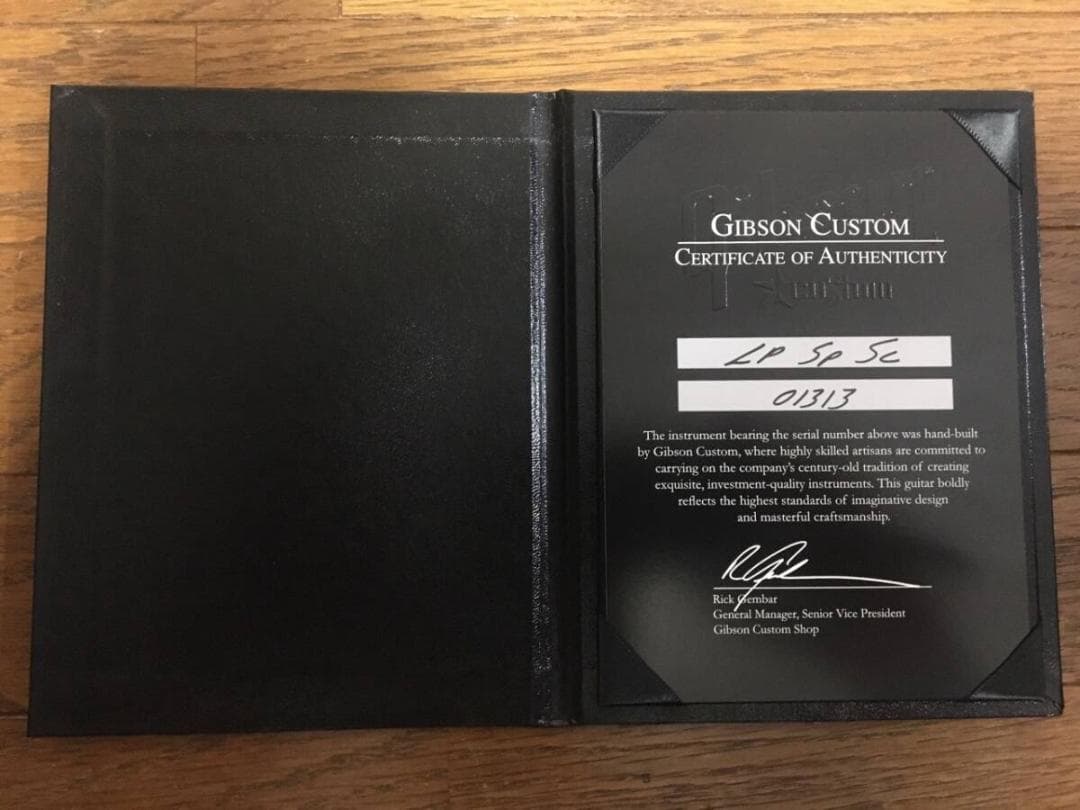 GIBSON CUSTOM
CERTIFICATE OF AUTHENTICITY
custom
LP Sp Sc
01313
The instrument bearing the serial number above was hand-built
by Gibson Custom, where highly skilled artisans are committed to
carrying on the company's century-old tradition of creating
exquisite, investment-quality instruments. This guitar boldly
reflects the highest standards of imaginative design
and masterful craftsmanship.
Rick Gembar
General Manager, Senior Vice President
Gibson Custom Shop